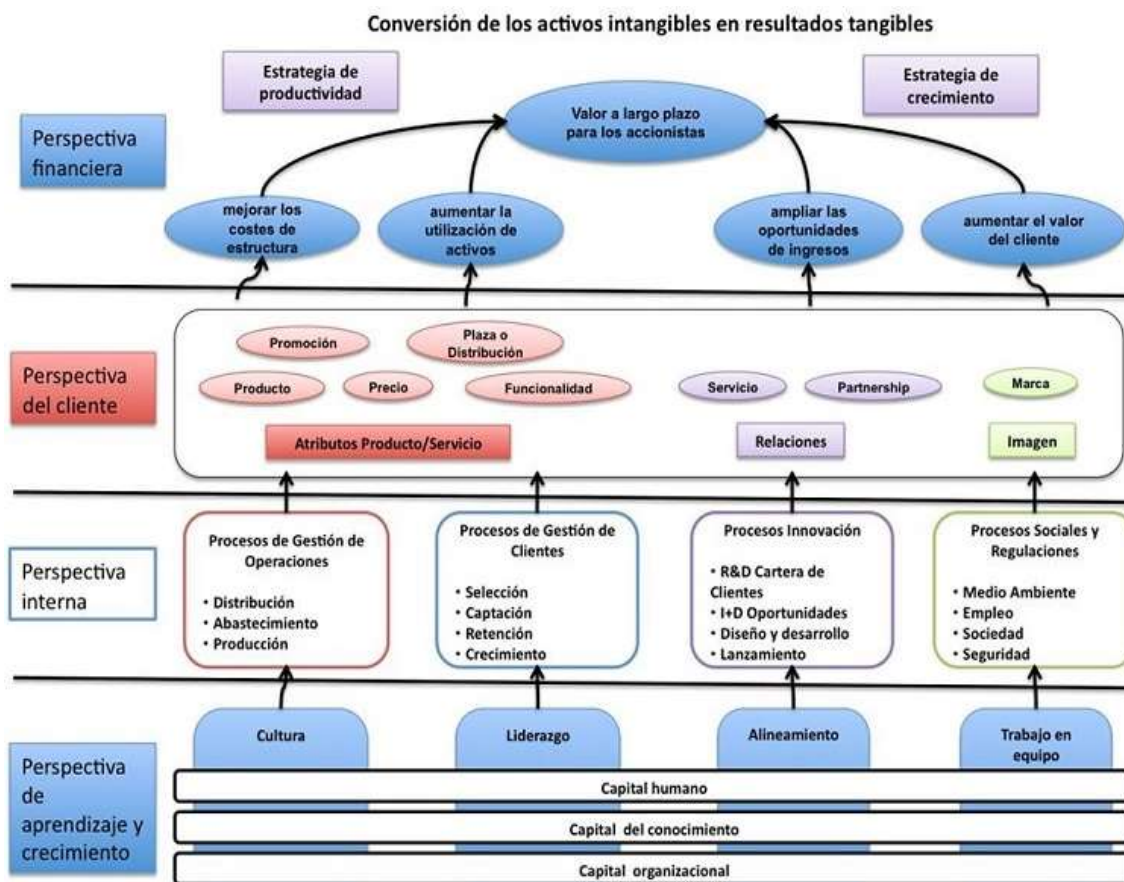 Conversión de los activos intangibles en resultados tangibles
Estrategia de
productividad
Estrategia de
crecimiento
Valor a largo plazo
para los accionistas
Perspectiva
financiera
mejorar los
costes de
estructura
aumentar la
utilización de
activos
ampliar las
oportunidades
de ingresos
aumentar el valor
del cliente
Perspectiva
del cliente
Promoción
Plaza o
Distribución
Producto
Precio
Funcionalidad
Servicio
Partnership
Marca
Atributos Producto/Servicio
Relaciones
Imagen
Perspectiva
interna
Procesos de Gestión de
Operaciones
• Distribución
• Abastecimiento
• Producción
Procesos de Gestión de
Clientes
• Selección
• Captación
• Retención
• Crecimiento
Procesos Innovación
• R&D Cartera de
Clientes
• I+D Oportunidades
• Diseño y desarrollo
• Lanzamiento
Procesos Sociales y
Regulaciones
• Medio Ambiente
• Empleo
• Sociedad
• Seguridad
Perspectiva
de
aprendizaje y
crecimiento
Cultura
Liderazgo
Alineamiento
Trabajo en
equipo
Capital humano
Capital del conocimiento
Capital organizacional